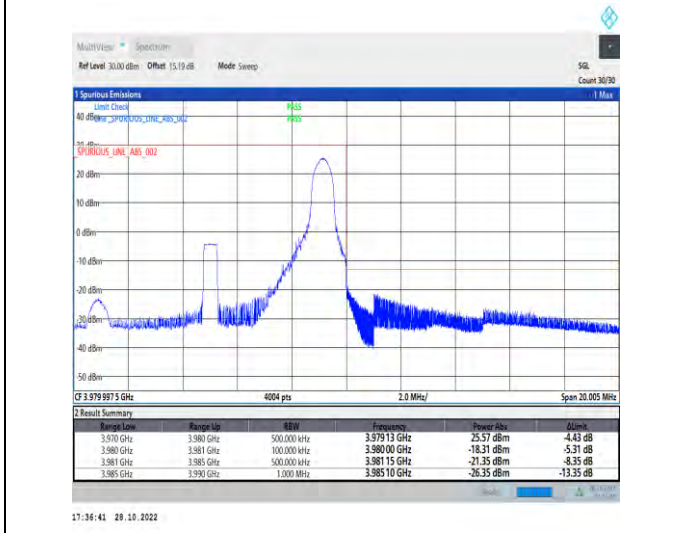 MultiView Spectrum
Ref Level 30.00 dBm Offset 15.19 dB Mode Sweep SGL
Count 30/30
1 Spurious Emissions 1 Max
Limit Check PASS
40 dBm Line _SPURIOUS_LINE_ABS_002 PASS
30 dBm
_SPURIOUS_LINE_ABS_002
20 dBm
10 dBm
0 dBm
-10 dBm
-20 dBm
-30 dBm
-40 dBm
-50 dBm
CF 3.979 997 5 GHz 4004 pts 2.0 MHz/ Span 20.005 MHz
2 Result Summary
Range Low Range Up RBW Frequency Power Abs ΔLimit
3.970 GHz 3.980 GHz 500.000 kHz 3.979 13 GHz 25.57 dBm -4.43 dB
3.980 GHz 3.981 GHz 100.000 kHz 3.980 00 GHz -18.31 dBm -5.31 dB
3.981 GHz 3.985 GHz 500.000 kHz 3.981 15 GHz -21.35 dBm -8.35 dB
3.985 GHz 3.990 GHz 1.000 MHz 3.985 10 GHz -26.35 dBm -13.35 dB
17:36:41 28.10.2022